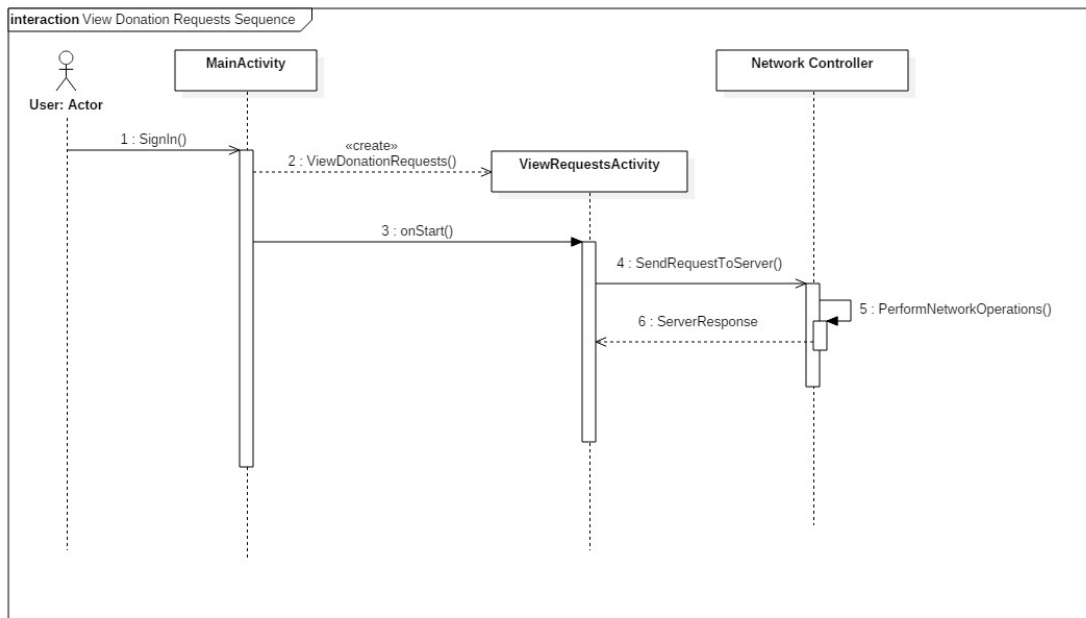 interaction View Donation Requests Sequence
MainActivity
Network Controller
User: Actor
1 : SignIn()
«create»
2 : ViewDonationRequests()
ViewRequestsActivity
3 : onStart()
4 : SendRequestToServer()
5 : PerformNetworkOperations()
6 : ServerResponse